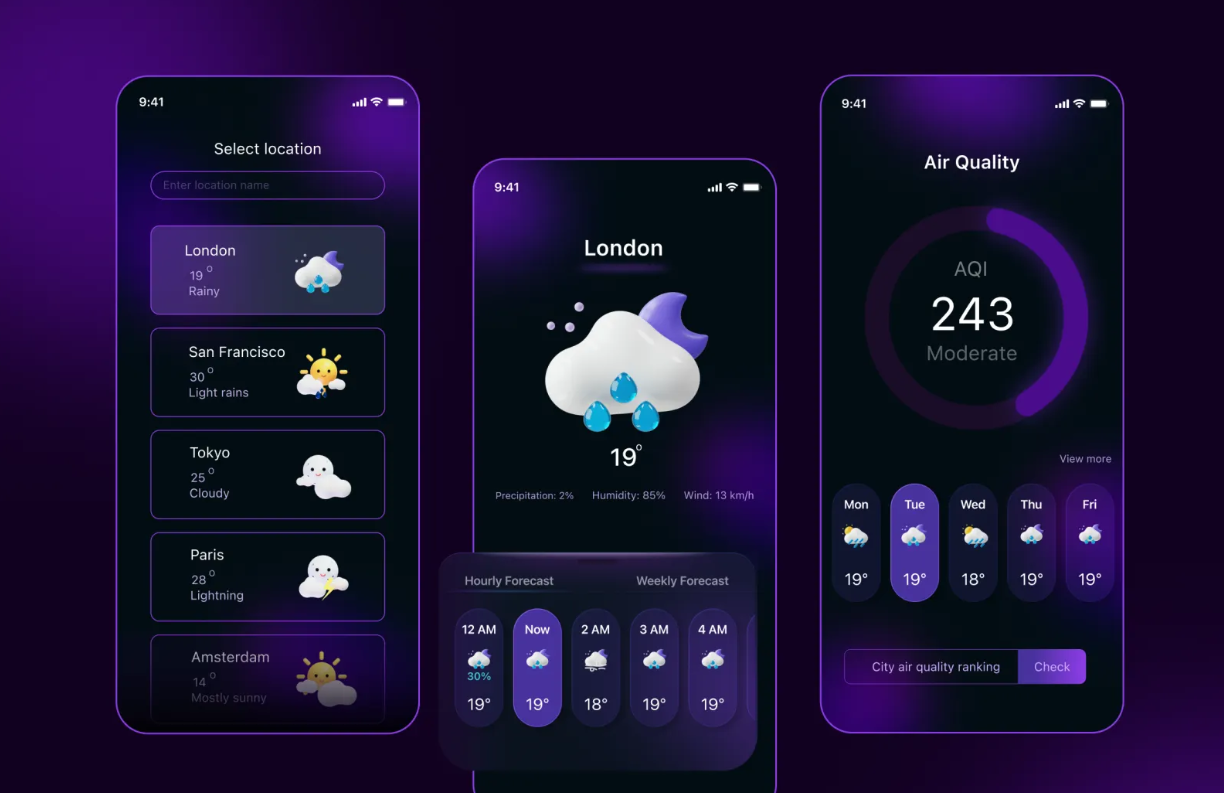 9:41
Select location
Enter location name
London
19°
Rainy
San Francisco
30°
Light rains
Tokyo
25°
Cloudy
Paris
28°
Lightning
Amsterdam
14°
Mostly sunny
9:41
London
19°
Precipitation: 2% Humidity: 85% Wind: 13 km/h
Hourly Forecast Weekly Forecast
12 AM Now 2 AM 3 AM 4 AM
30%
19° 19° 18° 19° 19°
9:41
Air Quality
AQI
243
Moderate
View more
Mon Tue Wed Thu Fri
19° 19° 18° 19° 19°
City air quality ranking Check